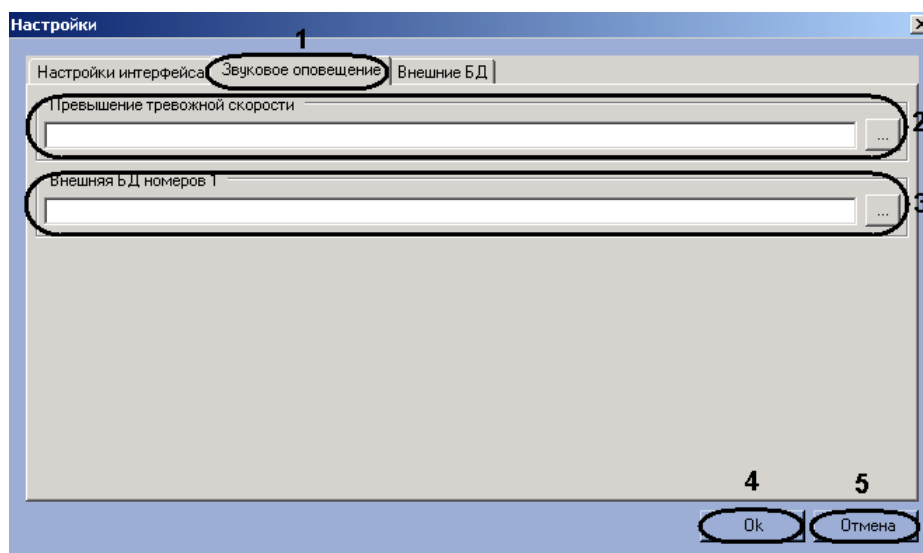 Настройки
1
Настройки интерфейса Звуковое оповещение Внешние БД
Превышение тревожной скорости
... 2
Внешняя БД номеров 1
... 3
4 5
Ok Отмена